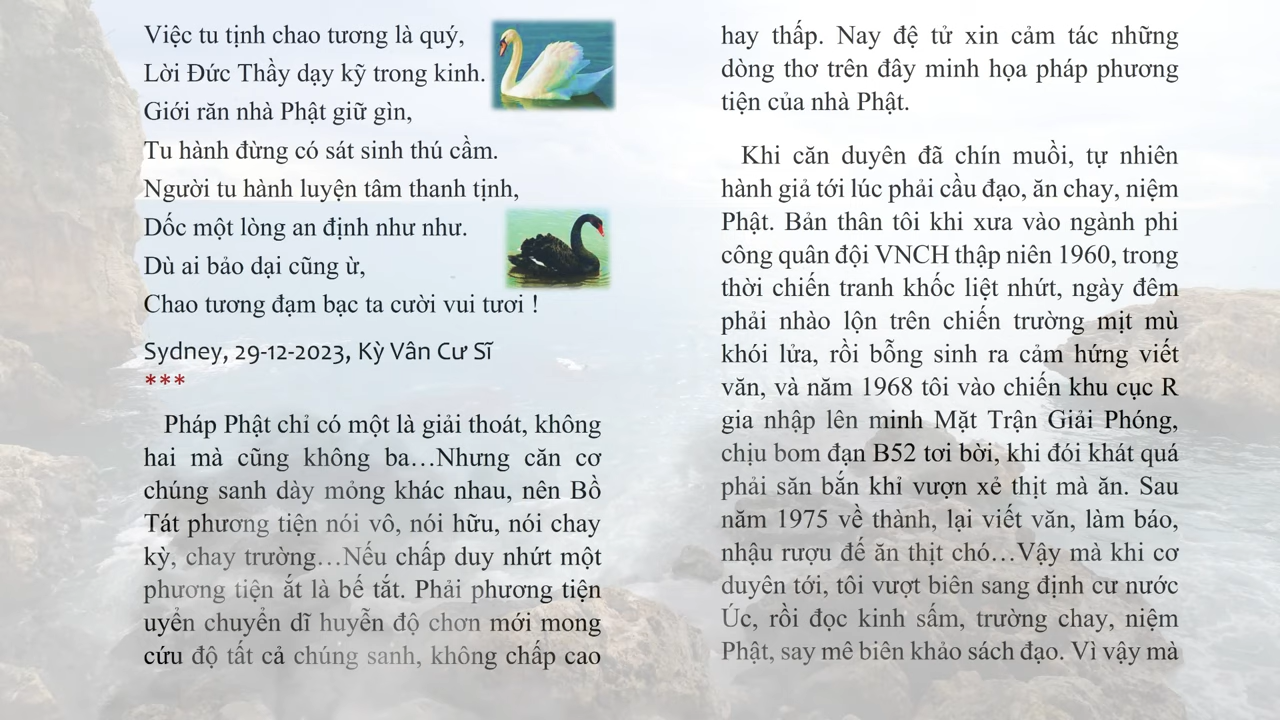 Việc tu tịnh chao tương là quý,
Lời Đức Thầy dạy kỹ trong kinh.
Giới răn nhà Phật giữ gìn,
Tu hành đừng có sát sinh thú cầm.
Người tu hành luyện tâm thanh tịnh,
Dốc một lòng an định như như.
Dù ai bảo dại cũng ừ,
Chao tương đạm bạc ta cười vui tươi !
Sydney, 29-12-2023, Kỳ Vân Cư Sĩ
***
Pháp Phật chỉ có một là giải thoát, không
hai mà cũng không ba…Nhưng căn cơ
chúng sanh dày mỏng khác nhau, nên Bồ
Tát phương tiện nói vô, nói hữu, nói chay
kỳ, chay trường…Nếu chấp duy nhứt một
phương tiện ắt là bế tắt. Phải phương tiện
uyển chuyển dĩ huyễn độ chơn mới mong
cứu độ tất cả chúng sanh, không chấp cao
hay thấp. Nay đệ tử xin cảm tác những
dòng thơ trên đây minh họa pháp phương
tiện của nhà Phật.
Khi căn duyên đã chín muồi, tự nhiên
hành giả tới lúc phải cầu đạo, ăn chay, niệm
Phật. Bản thân tôi khi xưa vào ngành phi
công quân đội VNCH thập niên 1960, trong
thời chiến tranh khốc liệt nhứt, ngày đêm
phải nhào lộn trên chiến trường mịt mù
khói lửa, rồi bỗng sinh ra cảm hứng viết
văn, và năm 1968 tôi vào chiến khu cục R
gia nhập lên minh Mặt Trận Giải Phóng,
chịu bom đạn B52 tơi bời, khi đói khát quá
phải săn bắn khỉ vượn xẻ thịt mà ăn. Sau
năm 1975 về thành, lại viết văn, làm báo,
nhậu rượu đế ăn thịt chó…Vậy mà khi cơ
duyên tới, tôi vượt biên sang định cư nước
Úc, rồi đọc kinh sấm, trường chay, niệm
Phật, say mê biên khảo sách đạo. Vì vậy mà